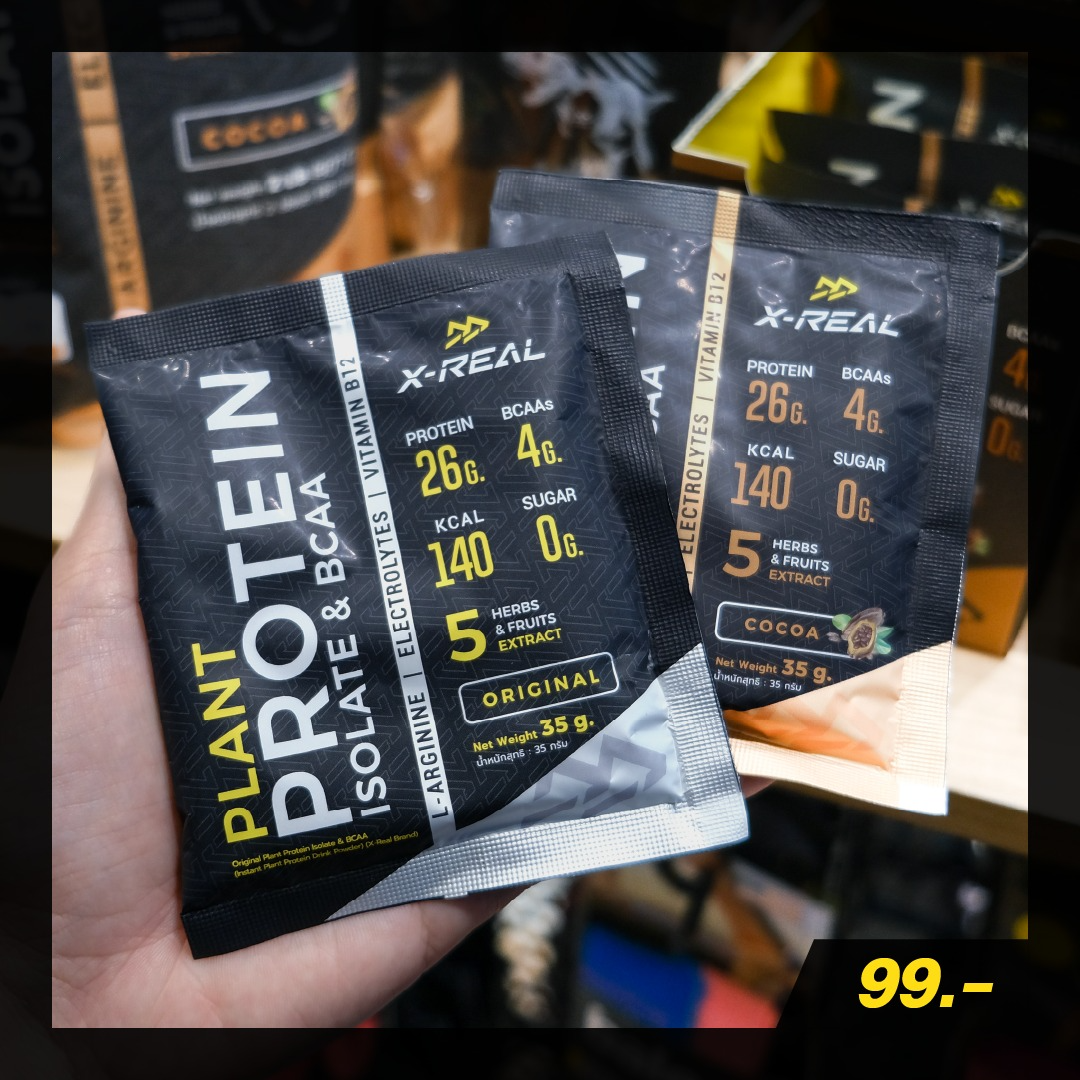 COCOA
ARGININE
PLANT
PROTEIN
ISOLATE & BCAA
Original Plant Protein Isolate & BCAA
(Instant Plant Protein Drink Powder) (X-Real Brand)
L-ARGININE | ELECTROLYTES | VITAMIN B12
X-REAL
PROTEIN BCAAs
26G. 4G.
KCAL SUGAR
140 0G.
5 HERBS
& FRUITS
EXTRACT
ORIGINAL
Net Weight 35 g.
น้ำหนักสุทธิ : 35 กรัม
ELECTROLYTES | VITAMIN B12
X-REAL
PROTEIN BCAAs
26G. 4G.
KCAL SUGAR
140 0G.
5 HERBS
& FRUITS
EXTRACT
COCOA
Net Weight 35 g.
น้ำหนักสุทธิ : 35 กรัม
99.-